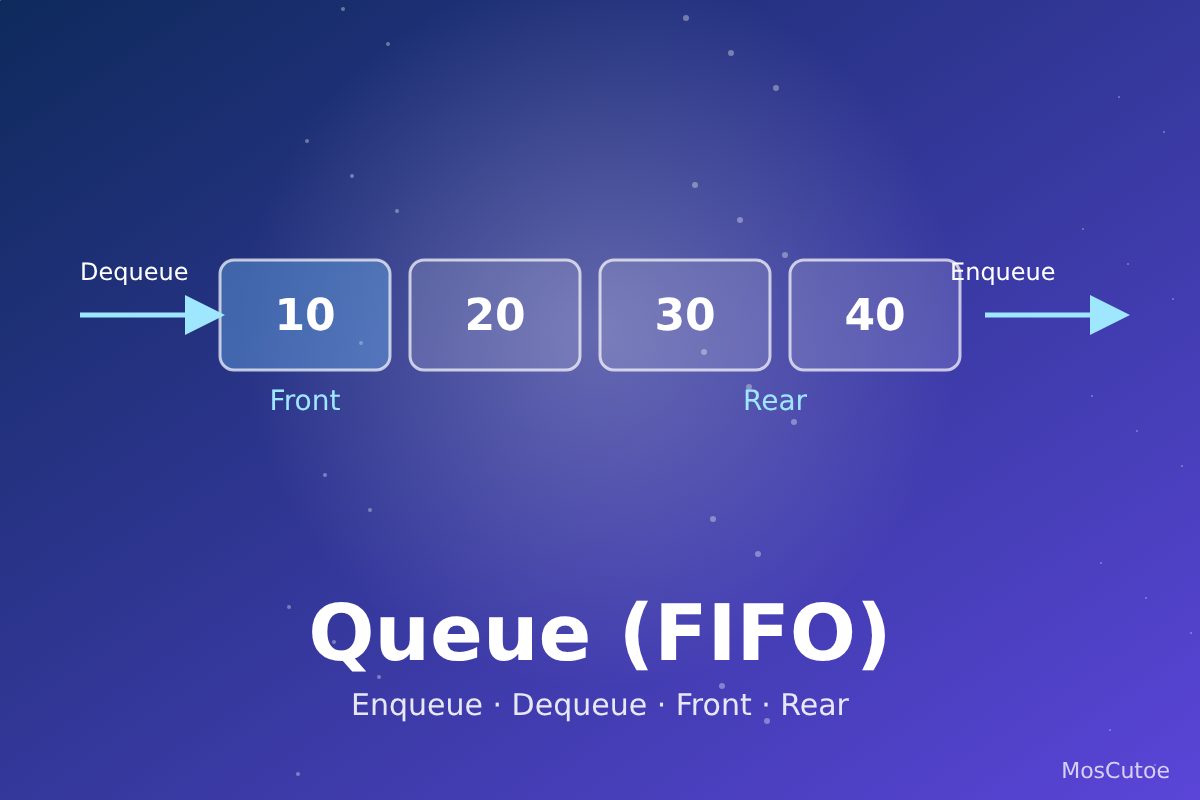 Dequeue
Enqueue
10 20 30 40
Front
Rear
Queue (FIFO)
Enqueue · Dequeue · Front · Rear
MosCutoe